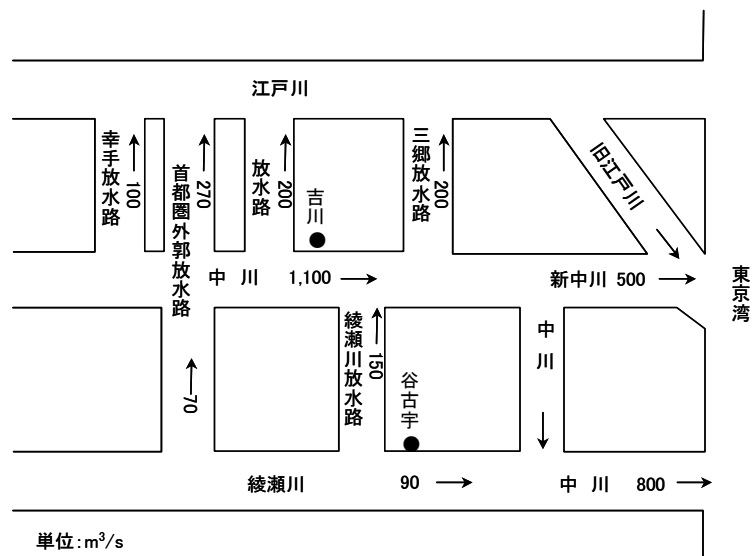 江戸川
幸手放水路
100
首都圏外郭放水路
270
放水路
200
吉川
三郷放水路
200
旧江戸川
中川 1,100
新中川 500
東京湾
綾瀬川放水路
150
中川
谷古宇
70
綾瀬川 90
中川 800
単位:m³/s